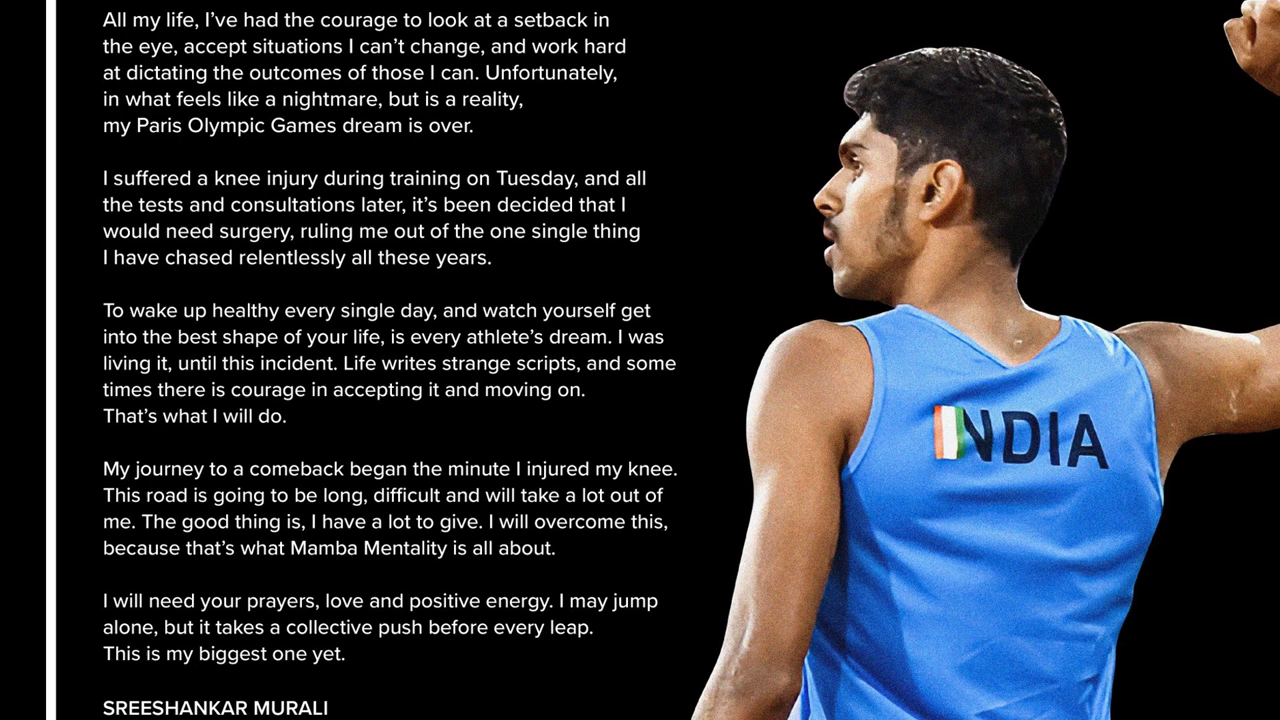 All my life, I’ve had the courage to look at a setback in
the eye, accept situations I can’t change, and work hard
at dictating the outcomes of those I can. Unfortunately,
in what feels like a nightmare, but is a reality,
my Paris Olympic Games dream is over.
I suffered a knee injury during training on Tuesday, and all
the tests and consultations later, it’s been decided that I
would need surgery, ruling me out of the one single thing
I have chased relentlessly all these years.
To wake up healthy every single day, and watch yourself get
into the best shape of your life, is every athlete’s dream. I was
living it, until this incident. Life writes strange scripts, and some
times there is courage in accepting it and moving on.
That’s what I will do.
My journey to a comeback began the minute I injured my knee.
This road is going to be long, difficult and will take a lot out of
me. The good thing is, I have a lot to give. I will overcome this,
because that’s what Mamba Mentality is all about.
I will need your prayers, love and positive energy. I may jump
alone, but it takes a collective push before every leap.
This is my biggest one yet.
SREESHANKAR MURALI
INDIA